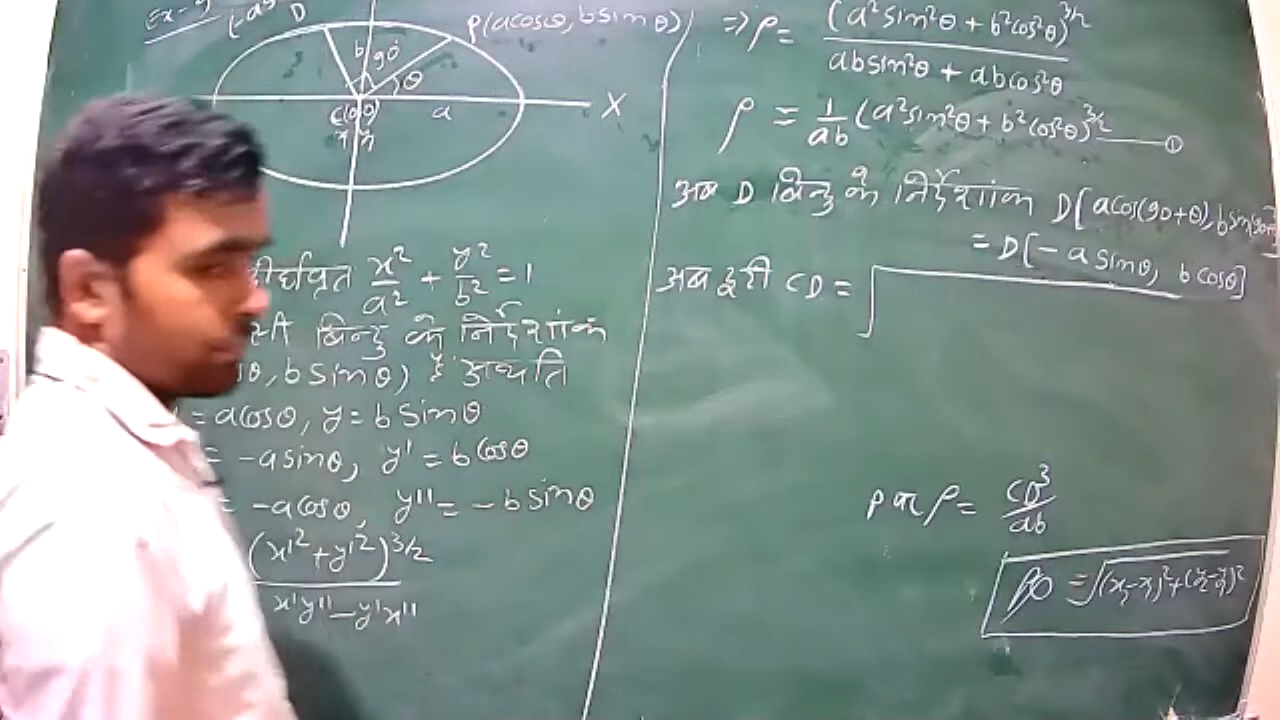 Ex-
D
P(acosθ, bsinθ)
b 90
θ
C(0,0)
a
X
दीर्घवृत x²/a² + y²/b² = 1
बिन्दु के निर्देशांक
θ, bsinθ) है अर्थात
= acosθ, y = bsinθ
= -asinθ, y' = bcosθ
= -acosθ, y'' = -bsinθ
(x'² + y'²)^3/2
x'y'' - y'x''
⇒ ρ = (a²sin²θ + b²cos²θ)^3/2 / absin²θ + abcos²θ
ρ = 1/ab (a²sin²θ + b²cos²θ)^3/2 —— ①
अब D बिन्दु के निर्देशांक D[acos(90+θ), bsin(90+θ)]
= D[-asinθ, bcosθ]
अब दूरी CD = √
P पर ρ = CD³/ab
= √(x₂-x₁)²+(y₂-y₁)²